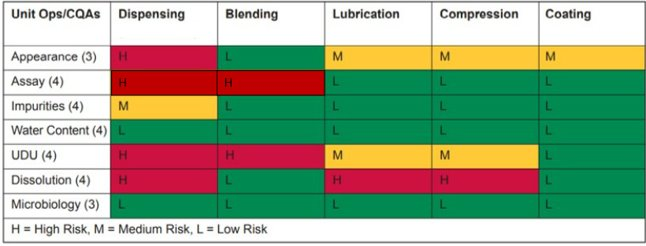 Unit Ops/CQAs Dispensing Blending Lubrication Compression Coating
Appearance (3) H L M M M
Assay (4) H H L L L
Impurities (4) M L L L L
Water Content (4) L L L L L
UDU (4) H H M M L
Dissolution (4) H L H H L
Microbiology (3) L L L L L
H = High Risk, M = Medium Risk, L = Low Risk